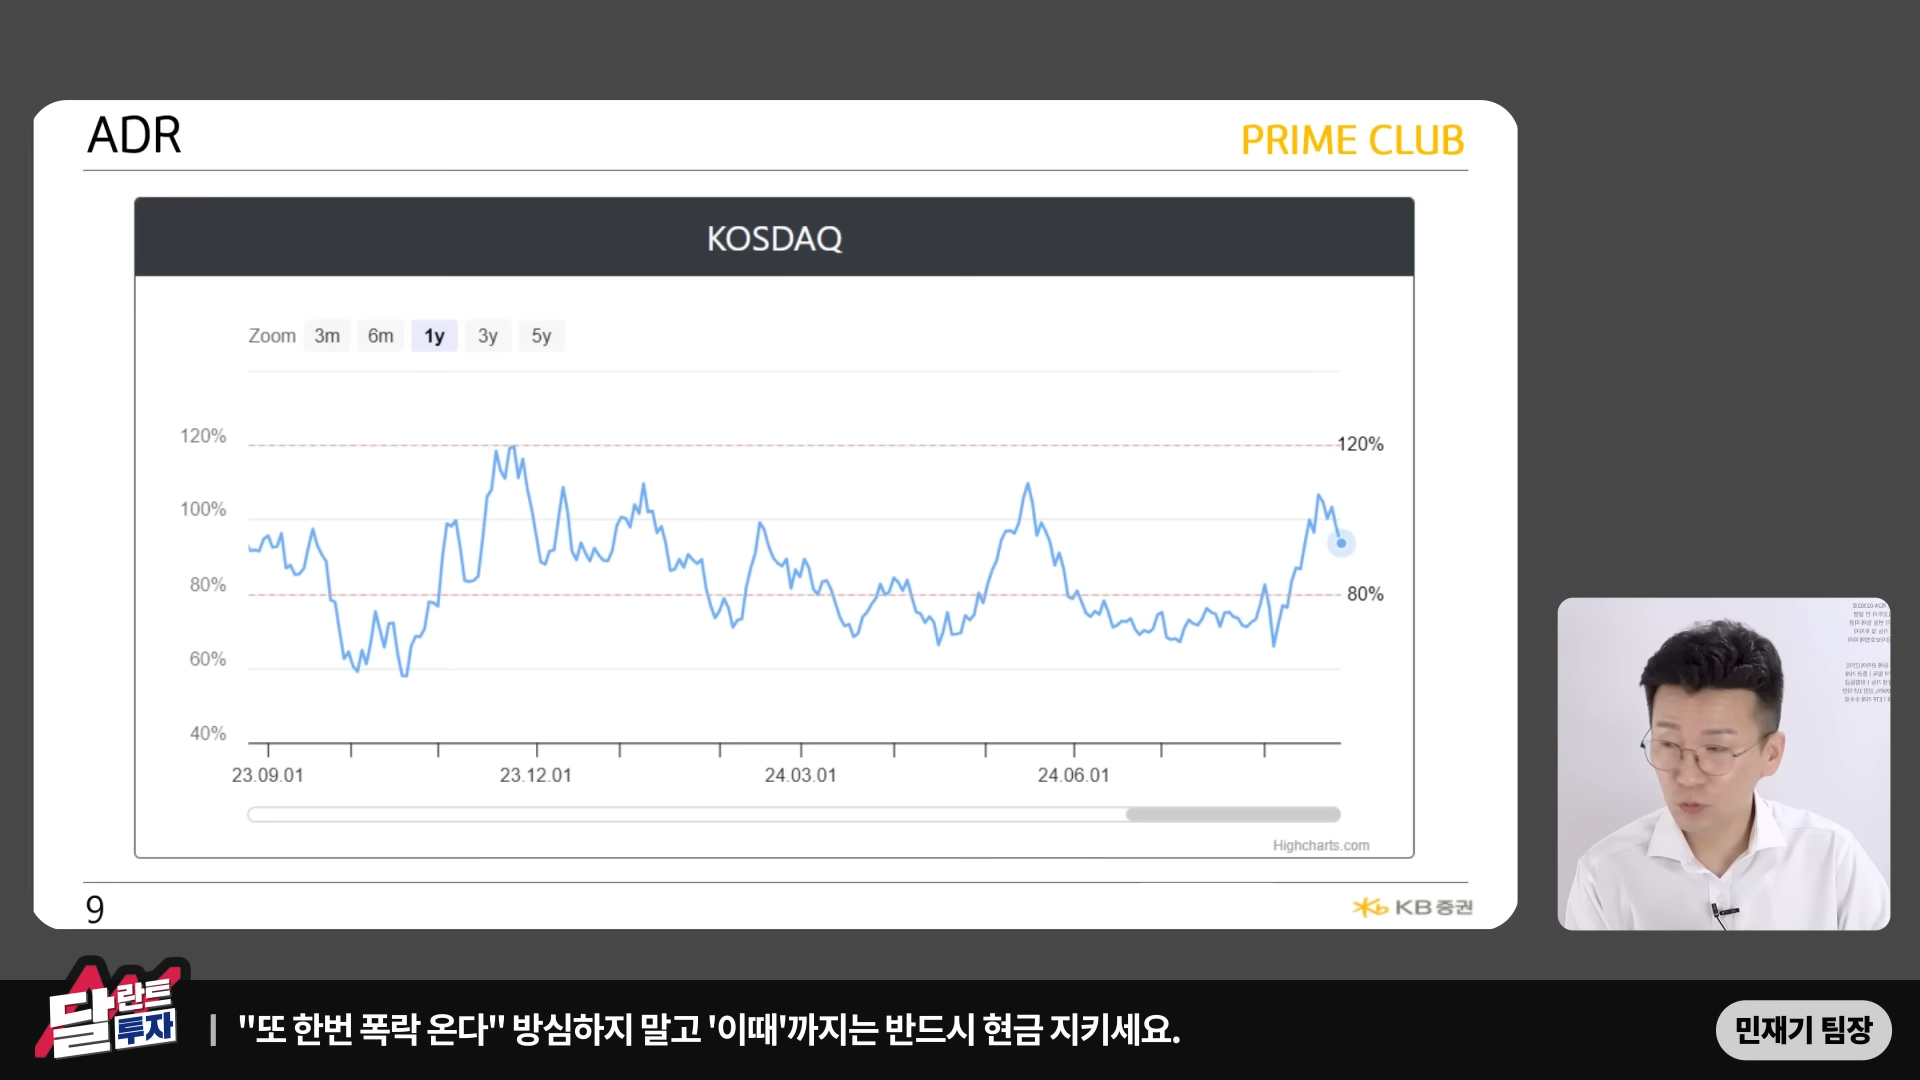 ADR
PRIME CLUB
KOSDAQ
Zoom 3m 6m 1y 3y 5y
120%
120%
100%
80%
80%
60%
40%
23.09.01 23.12.01 24.03.01 24.06.01
Highcharts.com
9
KB증권
달란트투자
"또 한번 폭락 온다" 방심하지 말고 '이때'까지는 반드시 현금 지키세요.
민재기 팀장